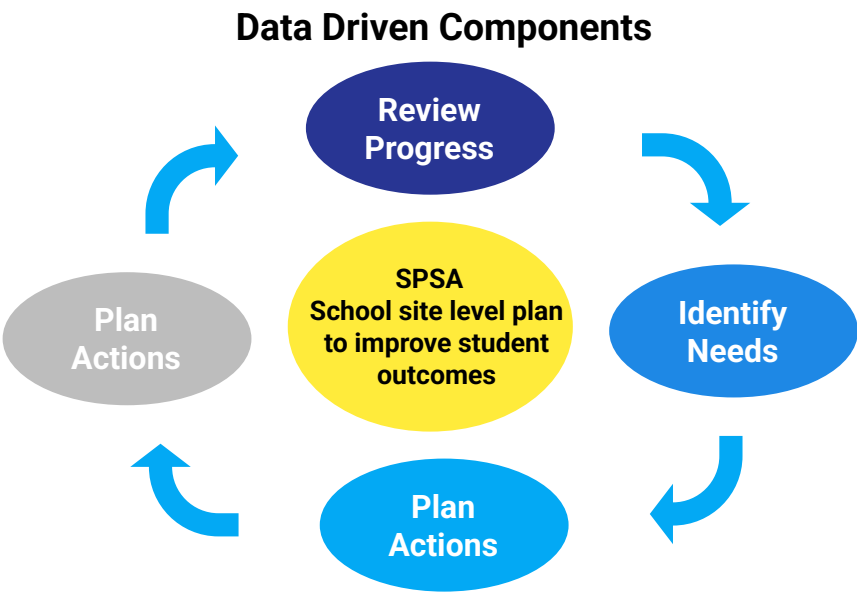 Data Driven Components
Review
Progress
SPSA
School site level plan
to improve student
outcomes
Plan
Actions
Identify
Needs
Plan
Actions